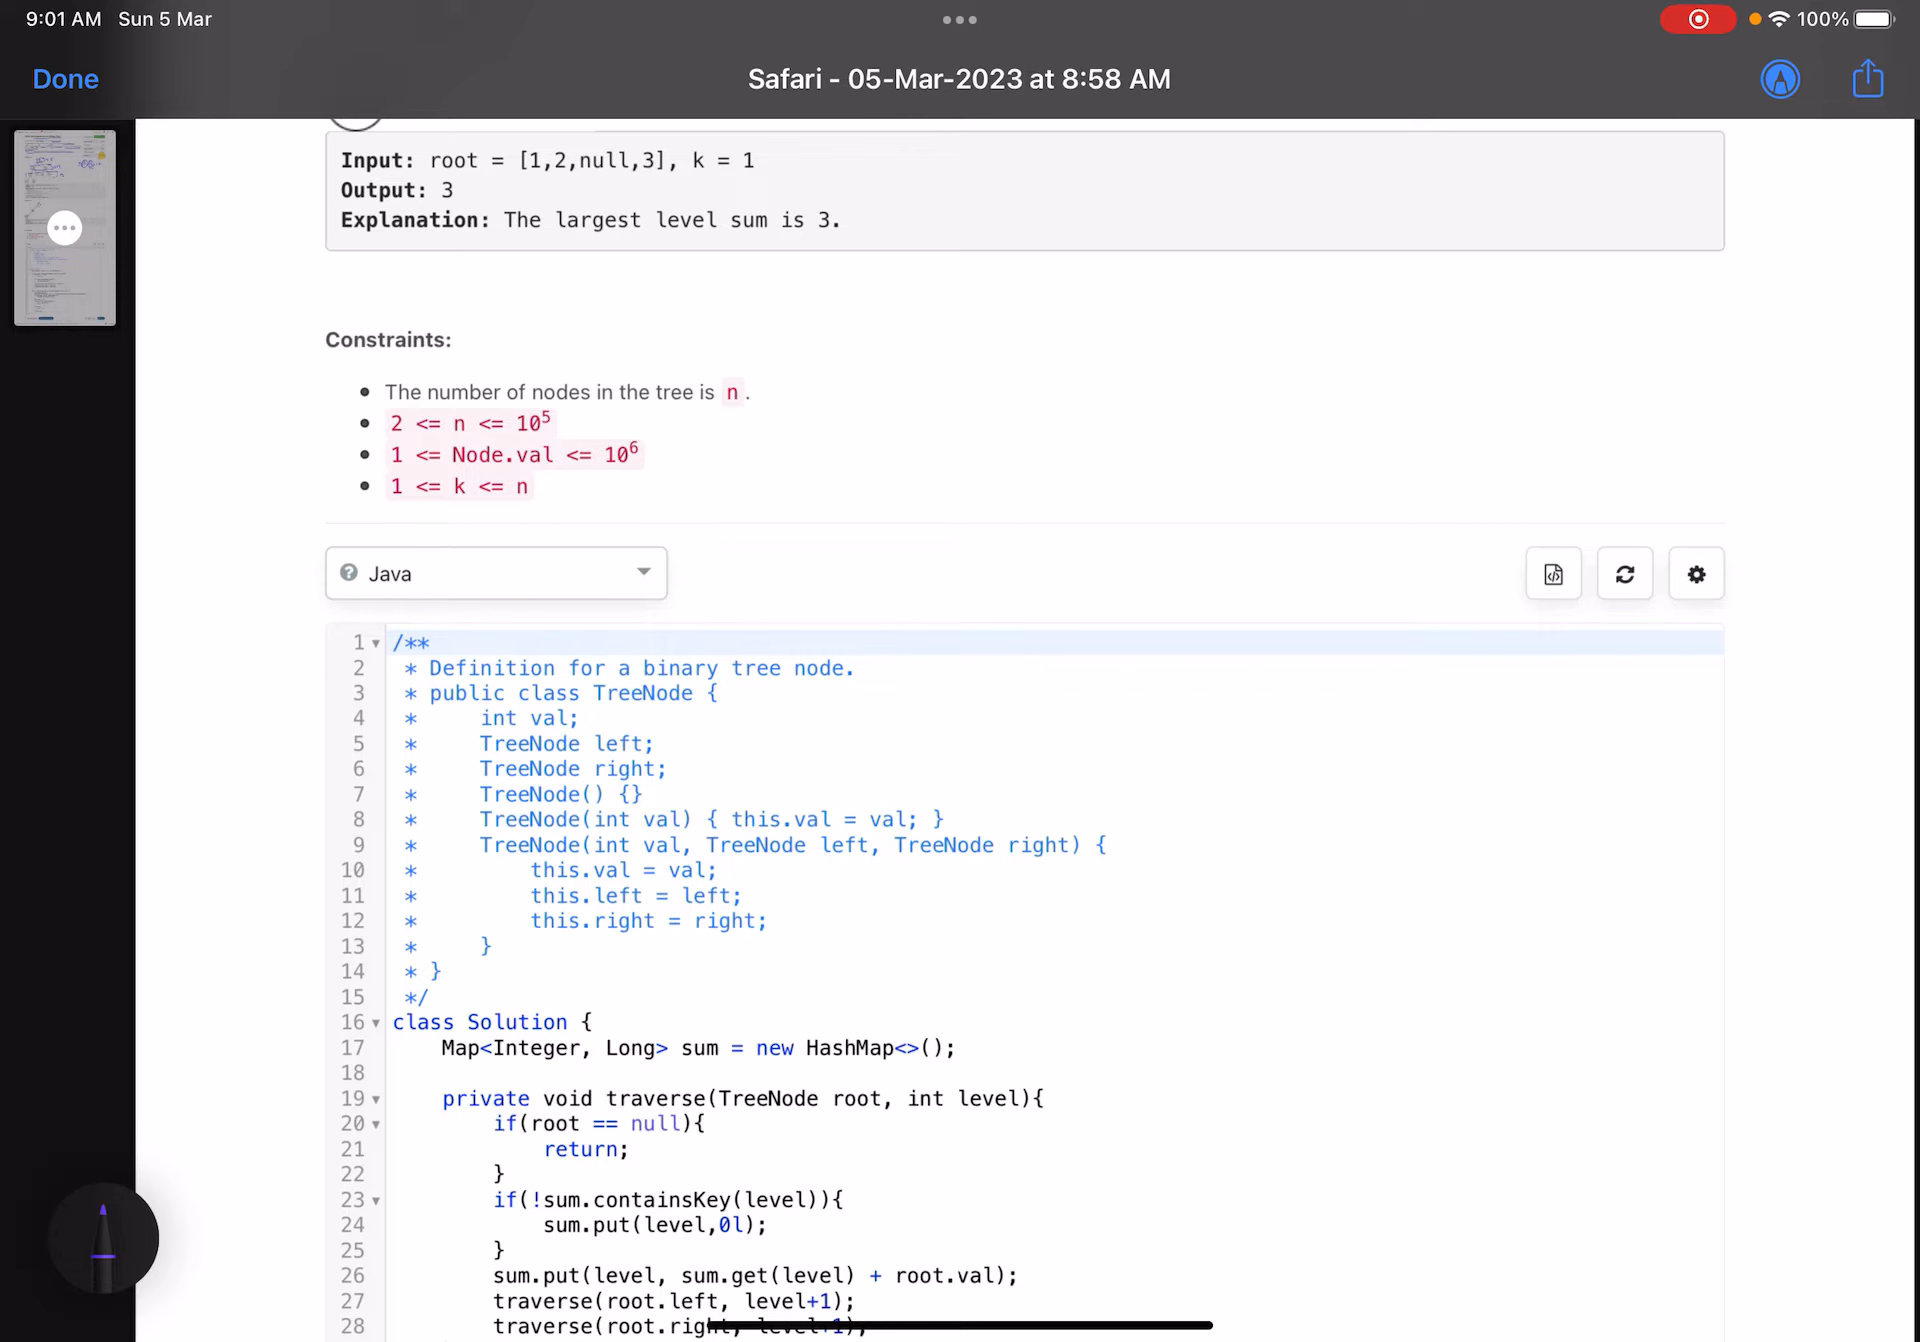 9:01 AM Sun 5 Mar
100%
Done
Safari - 05-Mar-2023 at 8:58 AM
Input: root = [1,2,null,3], k = 1
Output: 3
Explanation: The largest level sum is 3.
Constraints:
The number of nodes in the tree is n.
2 <= n <= 10⁵
1 <= Node.val <= 10⁶
1 <= k <= n
Java
1 /**
2 * Definition for a binary tree node.
3 * public class TreeNode {
4 * int val;
5 * TreeNode left;
6 * TreeNode right;
7 * TreeNode() {}
8 * TreeNode(int val) { this.val = val; }
9 * TreeNode(int val, TreeNode left, TreeNode right) {
10 * this.val = val;
11 * this.left = left;
12 * this.right = right;
13 * }
14 * }
15 */
16 class Solution {
17 Map<Integer, Long> sum = new HashMap<>();
18
19 private void traverse(TreeNode root, int level){
20 if(root == null){
21 return;
22 }
23 if(!sum.containsKey(level)){
24 sum.put(level,0l);
25 }
26 sum.put(level, sum.get(level) + root.val);
27 traverse(root.left, level+1);
28 traverse(root.right, level+1);